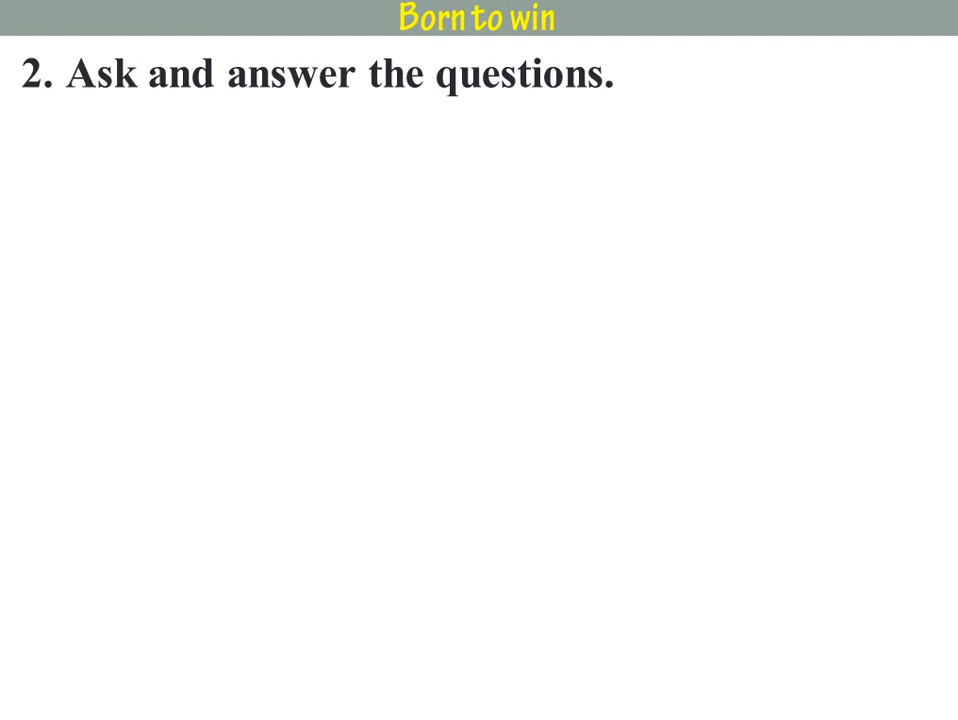 Born to win
2. Ask and answer the questions.